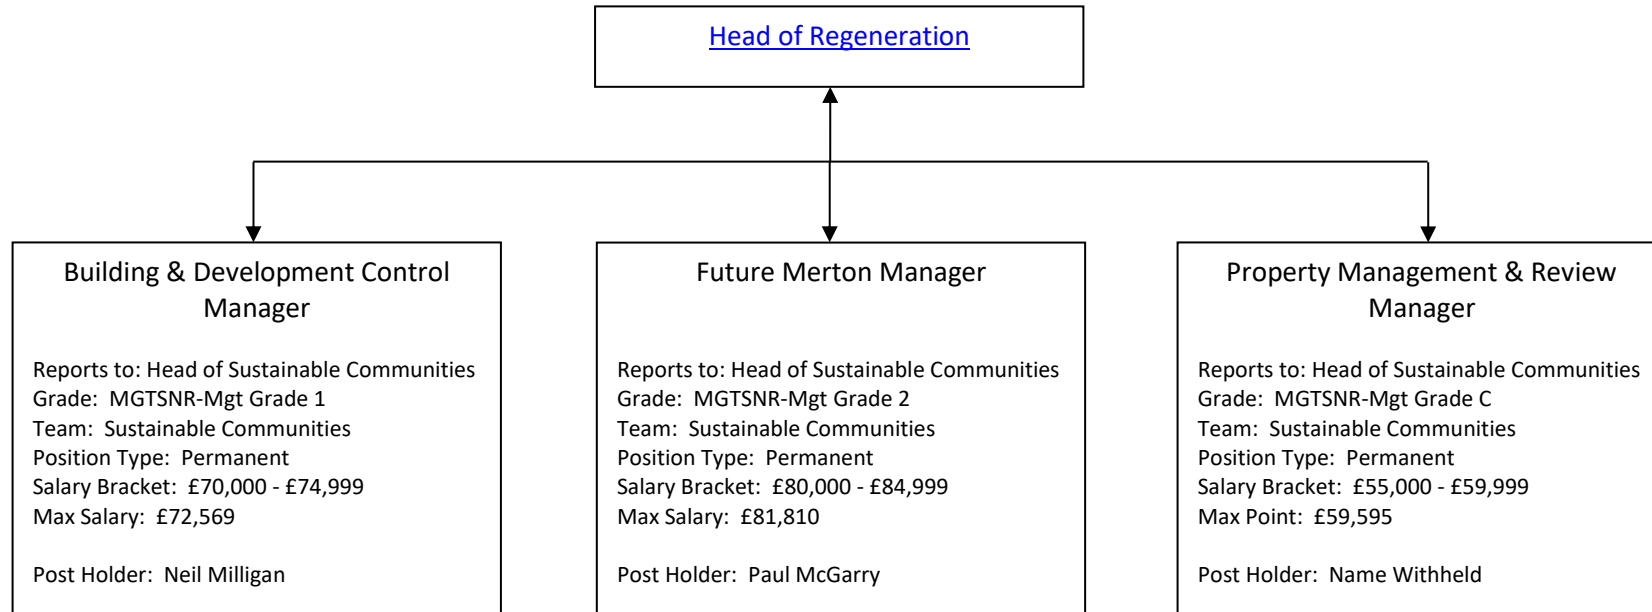 Head of Regeneration
Building & Development Control
Manager
Reports to: Head of Sustainable Communities
Grade: MGTSNR-Mgt Grade 1
Team: Sustainable Communities
Position Type: Permanent
Salary Bracket: £70,000 - £74,999
Max Salary: £72,569
Post Holder: Neil Milligan
Future Merton Manager
Reports to: Head of Sustainable Communities
Grade: MGTSNR-Mgt Grade 2
Team: Sustainable Communities
Position Type: Permanent
Salary Bracket: £80,000 - £84,999
Max Salary: £81,810
Post Holder: Paul McGarry
Property Management & Review
Manager
Reports to: Head of Sustainable Communities
Grade: MGTSNR-Mgt Grade C
Team: Sustainable Communities
Position Type: Permanent
Salary Bracket: £55,000 - £59,999
Max Point: £59,595
Post Holder: Name Withheld